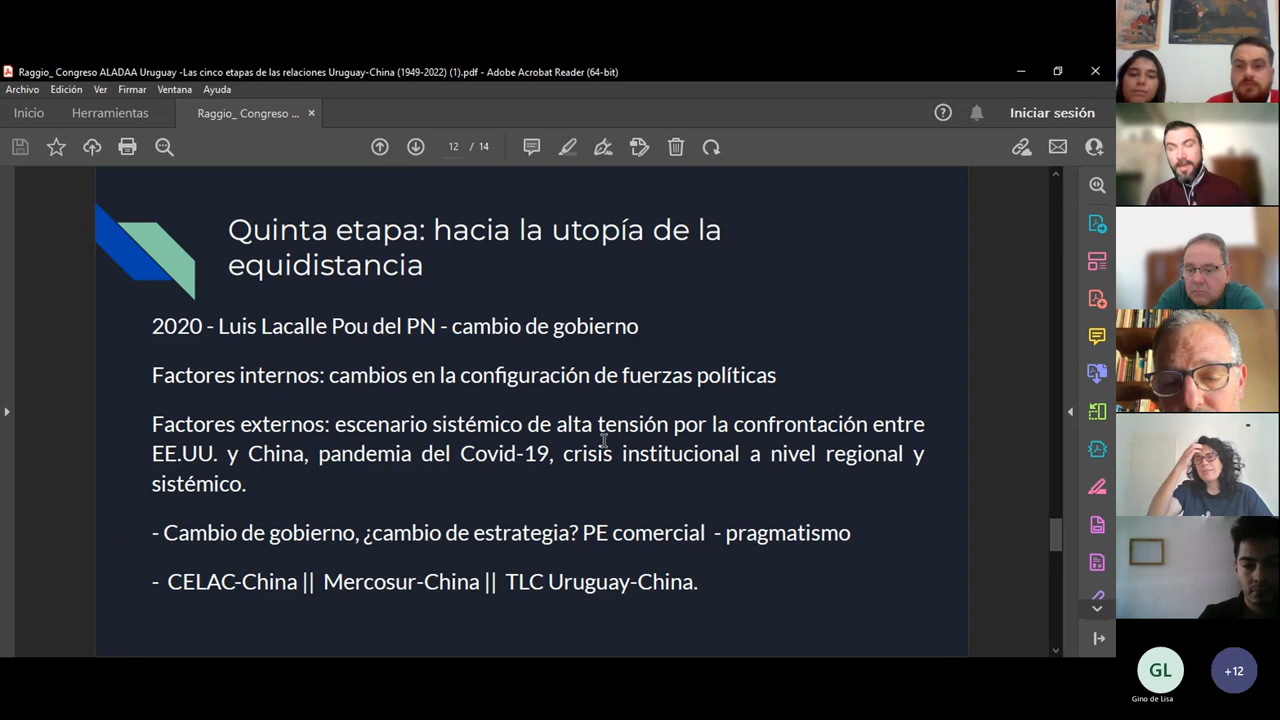 Raggio_ Congreso ALADAA Uruguay -Las cinco etapas de las relaciones Uruguay-China (1949-2022) (1).pdf - Adobe Acrobat Reader (64-bit)
Archivo Edición Ver Firmar Ventana Ayuda
Inicio Herramientas Raggio_ Congreso ... Iniciar sesión
12 / 14
Quinta etapa: hacia la utopía de la
equidistancia
2020 - Luis Lacalle Pou del PN - cambio de gobierno
Factores internos: cambios en la configuración de fuerzas políticas
Factores externos: escenario sistémico de alta tensión por la confrontación entre
EE.UU. y China, pandemia del Covid-19, crisis institucional a nivel regional y
sistémico.
- Cambio de gobierno, ¿cambio de estrategia? PE comercial - pragmatismo
- CELAC-China || Mercosur-China || TLC Uruguay-China.
GL
+12
Gino de Lisa